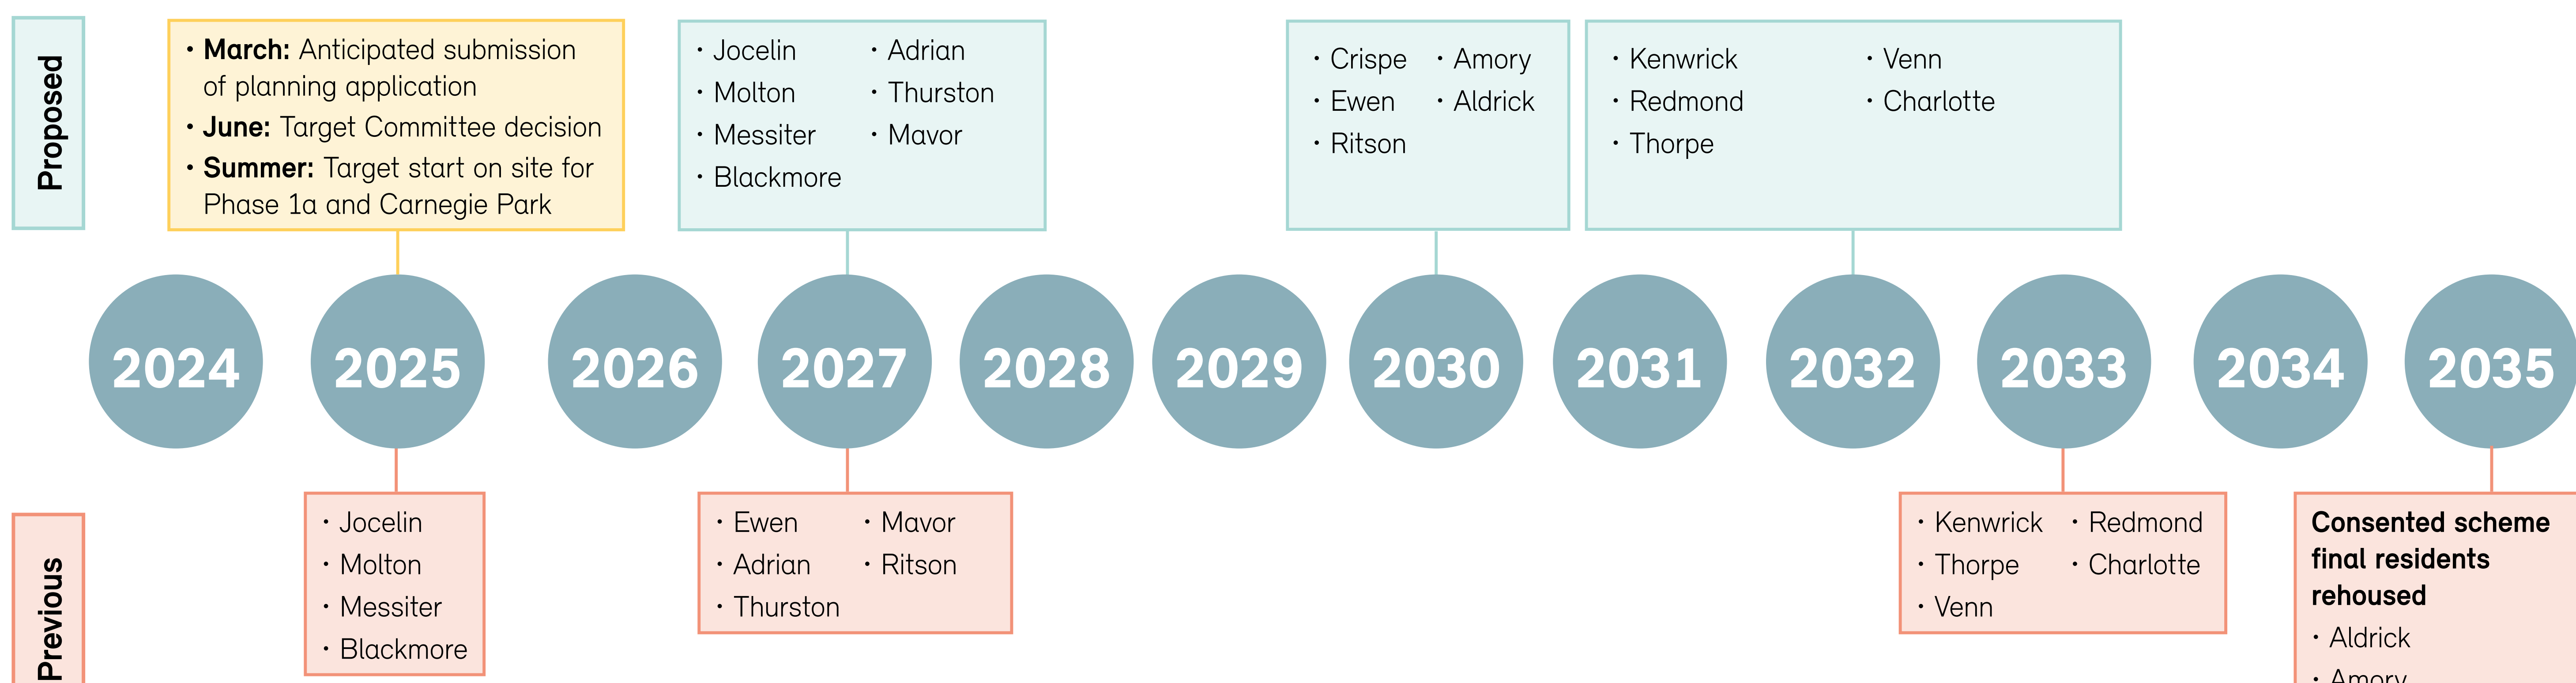 Proposed
• March: Anticipated submission
of planning application
• June: Target Committee decision
• Summer: Target start on site for
Phase 1a and Carnegie Park
• Jocelin
• Molton
• Messiter
• Blackmore
• Adrian
• Thurston
• Mavor
• Crispe
• Ewen
• Ritson
• Amory
• Aldrick
• Kenwrick
• Redmond
• Thorpe
• Venn
• Charlotte
2024
2025
2026
2027
2028
2029
2030
2031
2032
2033
2034
2035
Previous
• Jocelin
• Molton
• Messiter
• Blackmore
• Ewen
• Adrian
• Thurston
• Mavor
• Ritson
• Kenwrick
• Thorpe
• Venn
• Redmond
• Charlotte
Consented scheme
final residents
rehoused
• Aldrick
• Amory